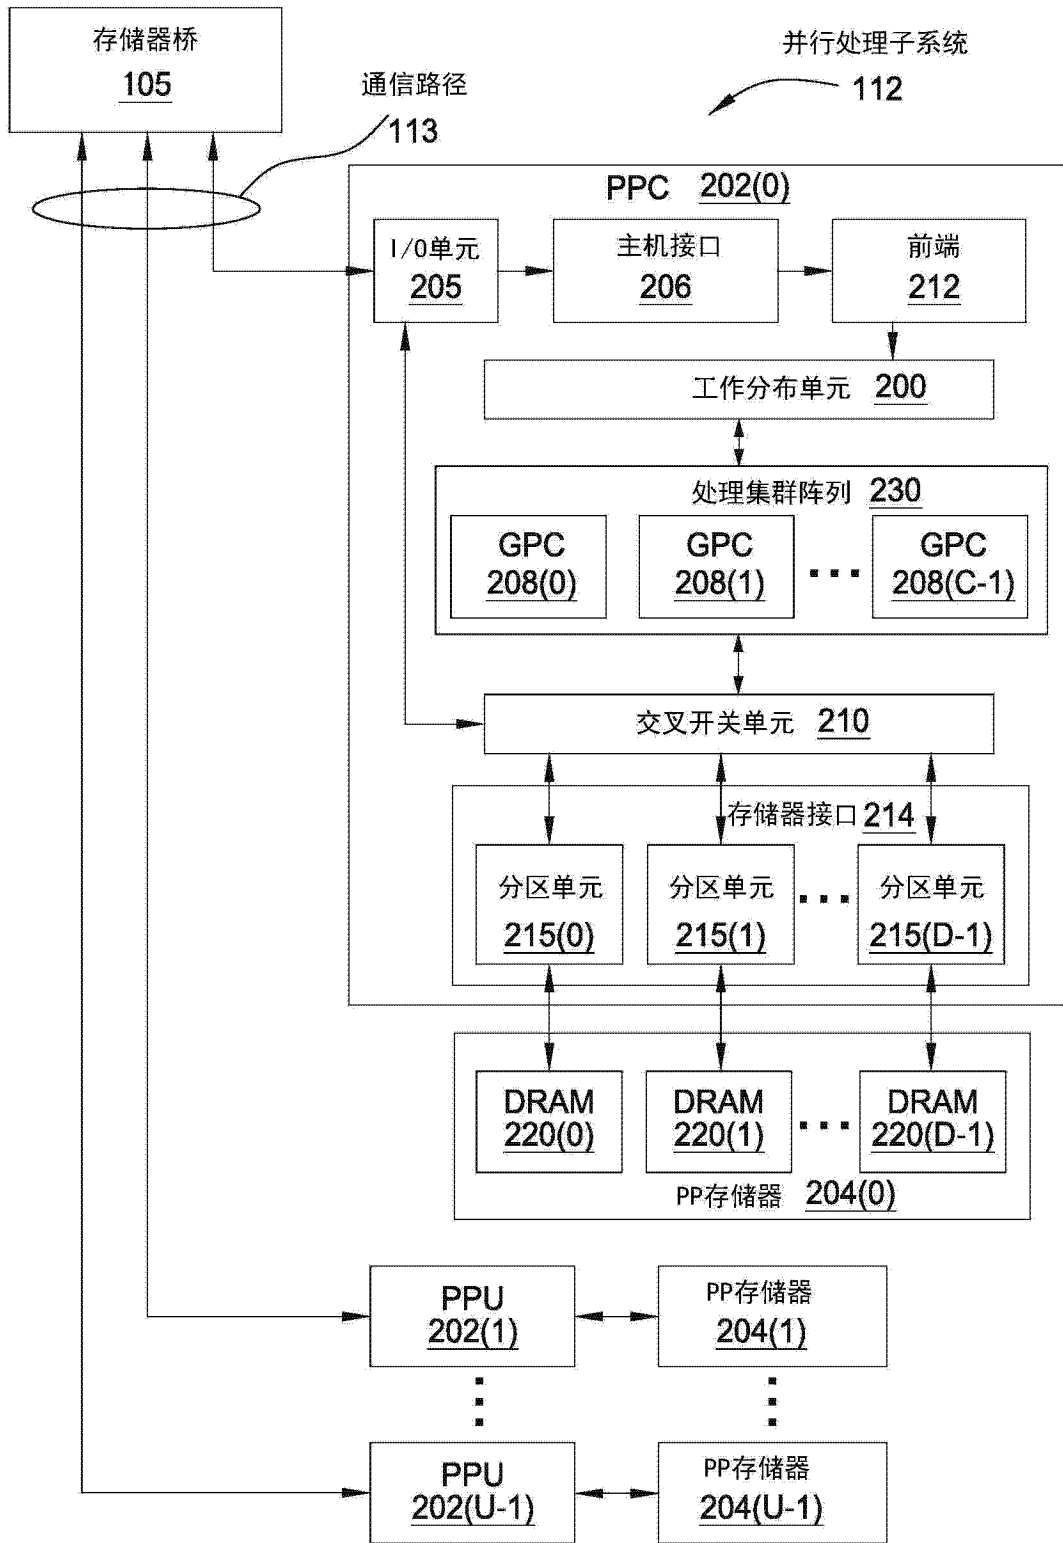 存储器桥
105
通信路径
113
并行处理子系统
112
PPC 202(0)
I/O单元
205
主机接口
206
前端
212
工作分布单元 200
处理集群阵列 230
GPC
208(0)
GPC
208(1)
GPC
208(C-1)
交叉开关单元 210
存储器接口 214
分区单元
215(0)
分区单元
215(1)
分区单元
215(D-1)
DRAM
220(0)
DRAM
220(1)
DRAM
220(D-1)
PP存储器 204(0)
PPU
202(1)
PP存储器
204(1)
PPU
202(U-1)
PP存储器
204(U-1)